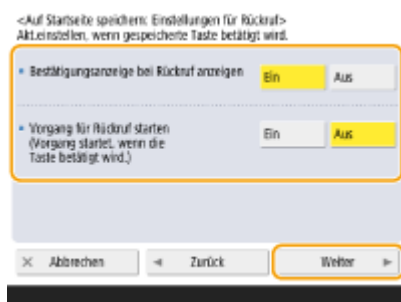 <Auf Startseite speichern: Einstellungen für Rückruf>
Akt.einstellen, wenn gespeicherte Taste betätigt
wird.
Bestätigungsanzeige bei Rückruf anzeigen
Ein
Aus
Vorgang für Rückruf starten
(Vorgang startet, wenn die
Taste betätigt wird.)
Ein
Aus
× Abbrechen
◄ Zurück
Weiter ►